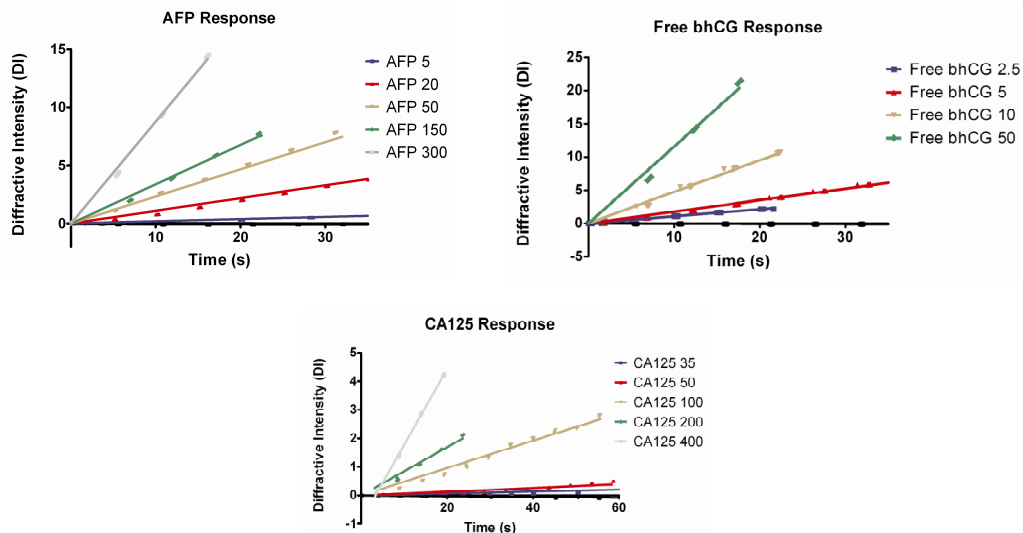 AFP Response
Diffractive Intensity (DI)
15
10
5
0
10
20
30
Time (s)
AFP 5
AFP 20
AFP 50
AFP 150
AFP 300
Free bhCG Response
Diffractive Intensity (DI)
25
20
15
10
5
0
-5
10
20
30
Time (s)
Free bhCG 2.5
Free bhCG 5
Free bhCG 10
Free bhCG 50
CA125 Response
Diffractive Intensity (DI)
5
4
3
2
1
0
-1
20
40
60
Time (s)
CA125 35
CA125 50
CA125 100
CA125 200
CA125 400